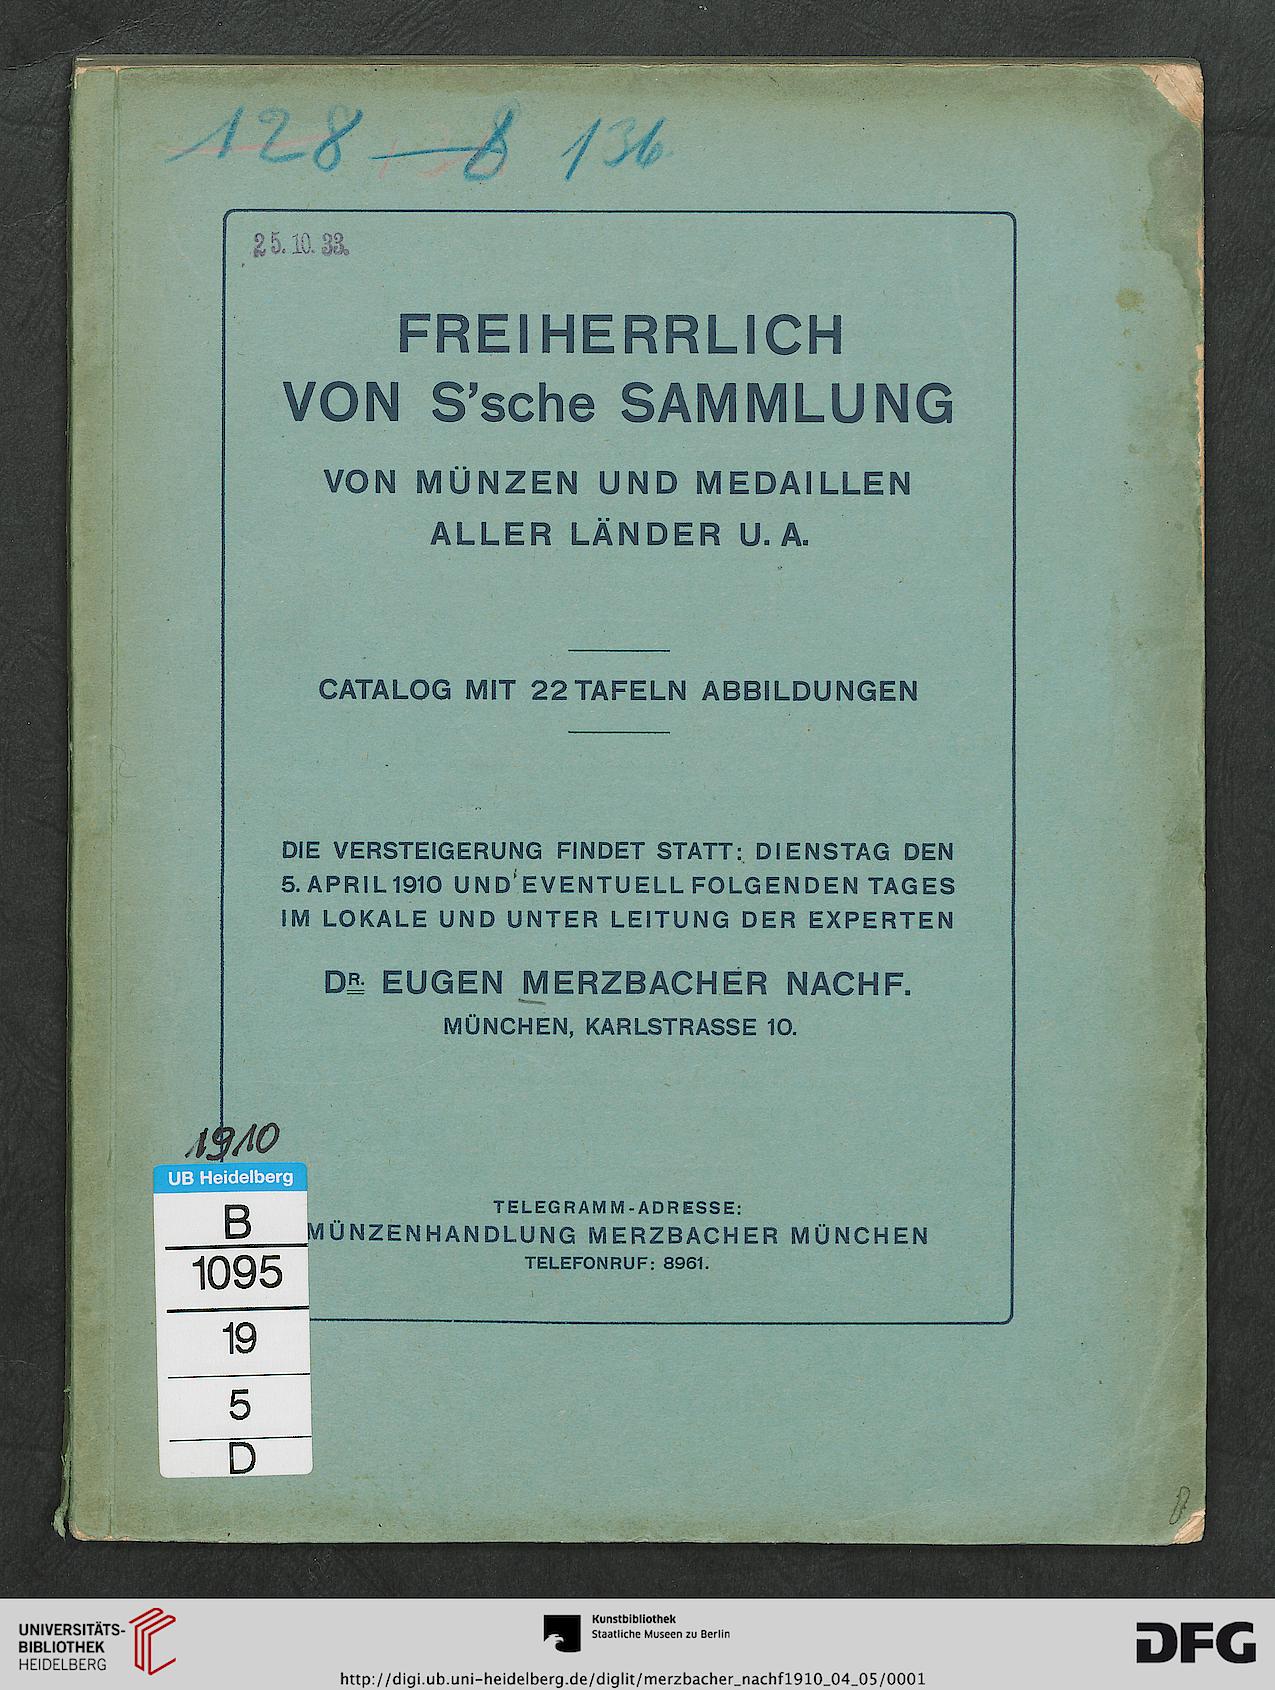 128 — 8 136
25.10.33.
FREIHERRLICH
VON S'sche SAMMLUNG
VON MÜNZEN UND MEDAILLEN
ALLER LÄNDER U. A.
CATALOG MIT 22 TAFELN ABBILDUNGEN
DIE VERSTEIGERUNG FINDET STATT: DIENSTAG DEN
5. APRIL 1910 UND EVENTUELL FOLGENDEN TAGES
IM LOKALE UND UNTER LEITUNG DER EXPERTEN
DR. EUGEN MERZBACHER NACHF.
MÜNCHEN, KARLSTRASSE 10.
1910
UB Heidelberg
B
1095
19
5
D
TELEGRAMM-ADRESSE:
MÜNZENHANDLUNG MERZBACHER MÜNCHEN
TELEFONRUF: 8961.
UNIVERSITÄTS-
BIBLIOTHEK
HEIDELBERG
Kunstbibliothek
Staatliche Museen zu Berlin
DFG
http://digi.ub.uni-heidelberg.de/diglit/merzbacher_nachf1910_04_05/0001